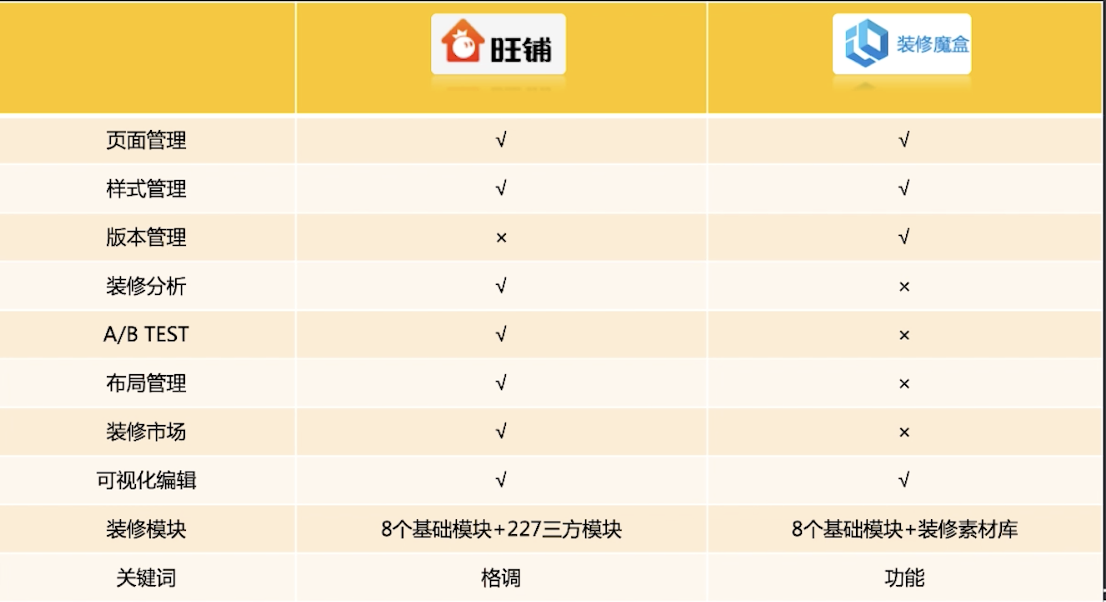 旺铺 装修魔盒
页面管理 √ √
样式管理 √ √
版本管理 × √
装修分析 √ ×
A/B TEST √ ×
布局管理 √ ×
装修市场 √ ×
可视化编辑 √ √
装修模块 8个基础模块+227三方模块 8个基础模块+装修素材库
关键词 格调 功能